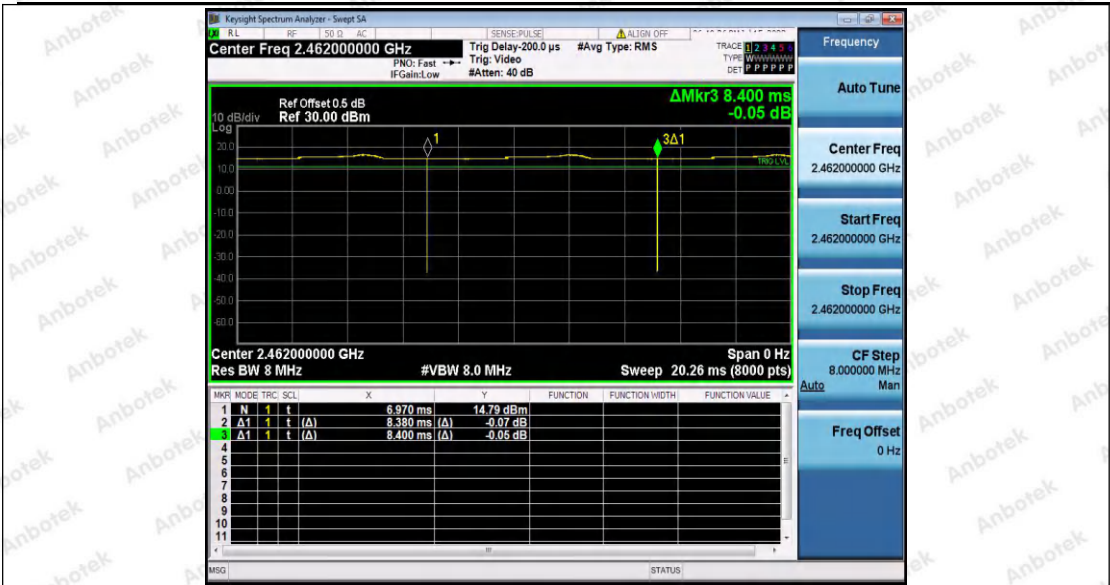 Keysight Spectrum Analyzer - Swept SA
RL RF 50 Ω AC SENSE:PULSE ALIGN OFF
Center Freq 2.462000000 GHz
PNO: Fast
IFGain:Low
Trig Delay-200.0 µs
Trig: Video
#Atten: 40 dB
#Avg Type: RMS
TRACE 1 2 3 4 5 6
TYPE WWWWWW
DET P P P P P P
Frequency
Auto Tune
Center Freq
2.462000000 GHz
Start Freq
2.462000000 GHz
Stop Freq
2.462000000 GHz
CF Step
8.000000 MHz
Auto Man
Freq Offset
0 Hz
ΔMkr3 8.400 ms
-0.05 dB
Ref Offset 0.5 dB
10 dB/div Ref 30.00 dBm
Log
20.0
10.0
0.00
-10.0
-20.0
-30.0
-40.0
-50.0
-60.0
1
3Δ1
TRIG LVL
Center 2.462000000 GHz Span 0 Hz
Res BW 8 MHz #VBW 8.0 MHz Sweep 20.26 ms (8000 pts)
MKR MODE TRC SCL X Y FUNCTION FUNCTION WIDTH FUNCTION VALUE
1 N 1 t 6.970 ms 14.79 dBm
2 Δ1 1 t (Δ) 8.380 ms (Δ) -0.07 dB
3 Δ1 1 t (Δ) 8.400 ms (Δ) -0.05 dB
4
5
6
7
8
9
10
11
MSG STATUS
Anbotek